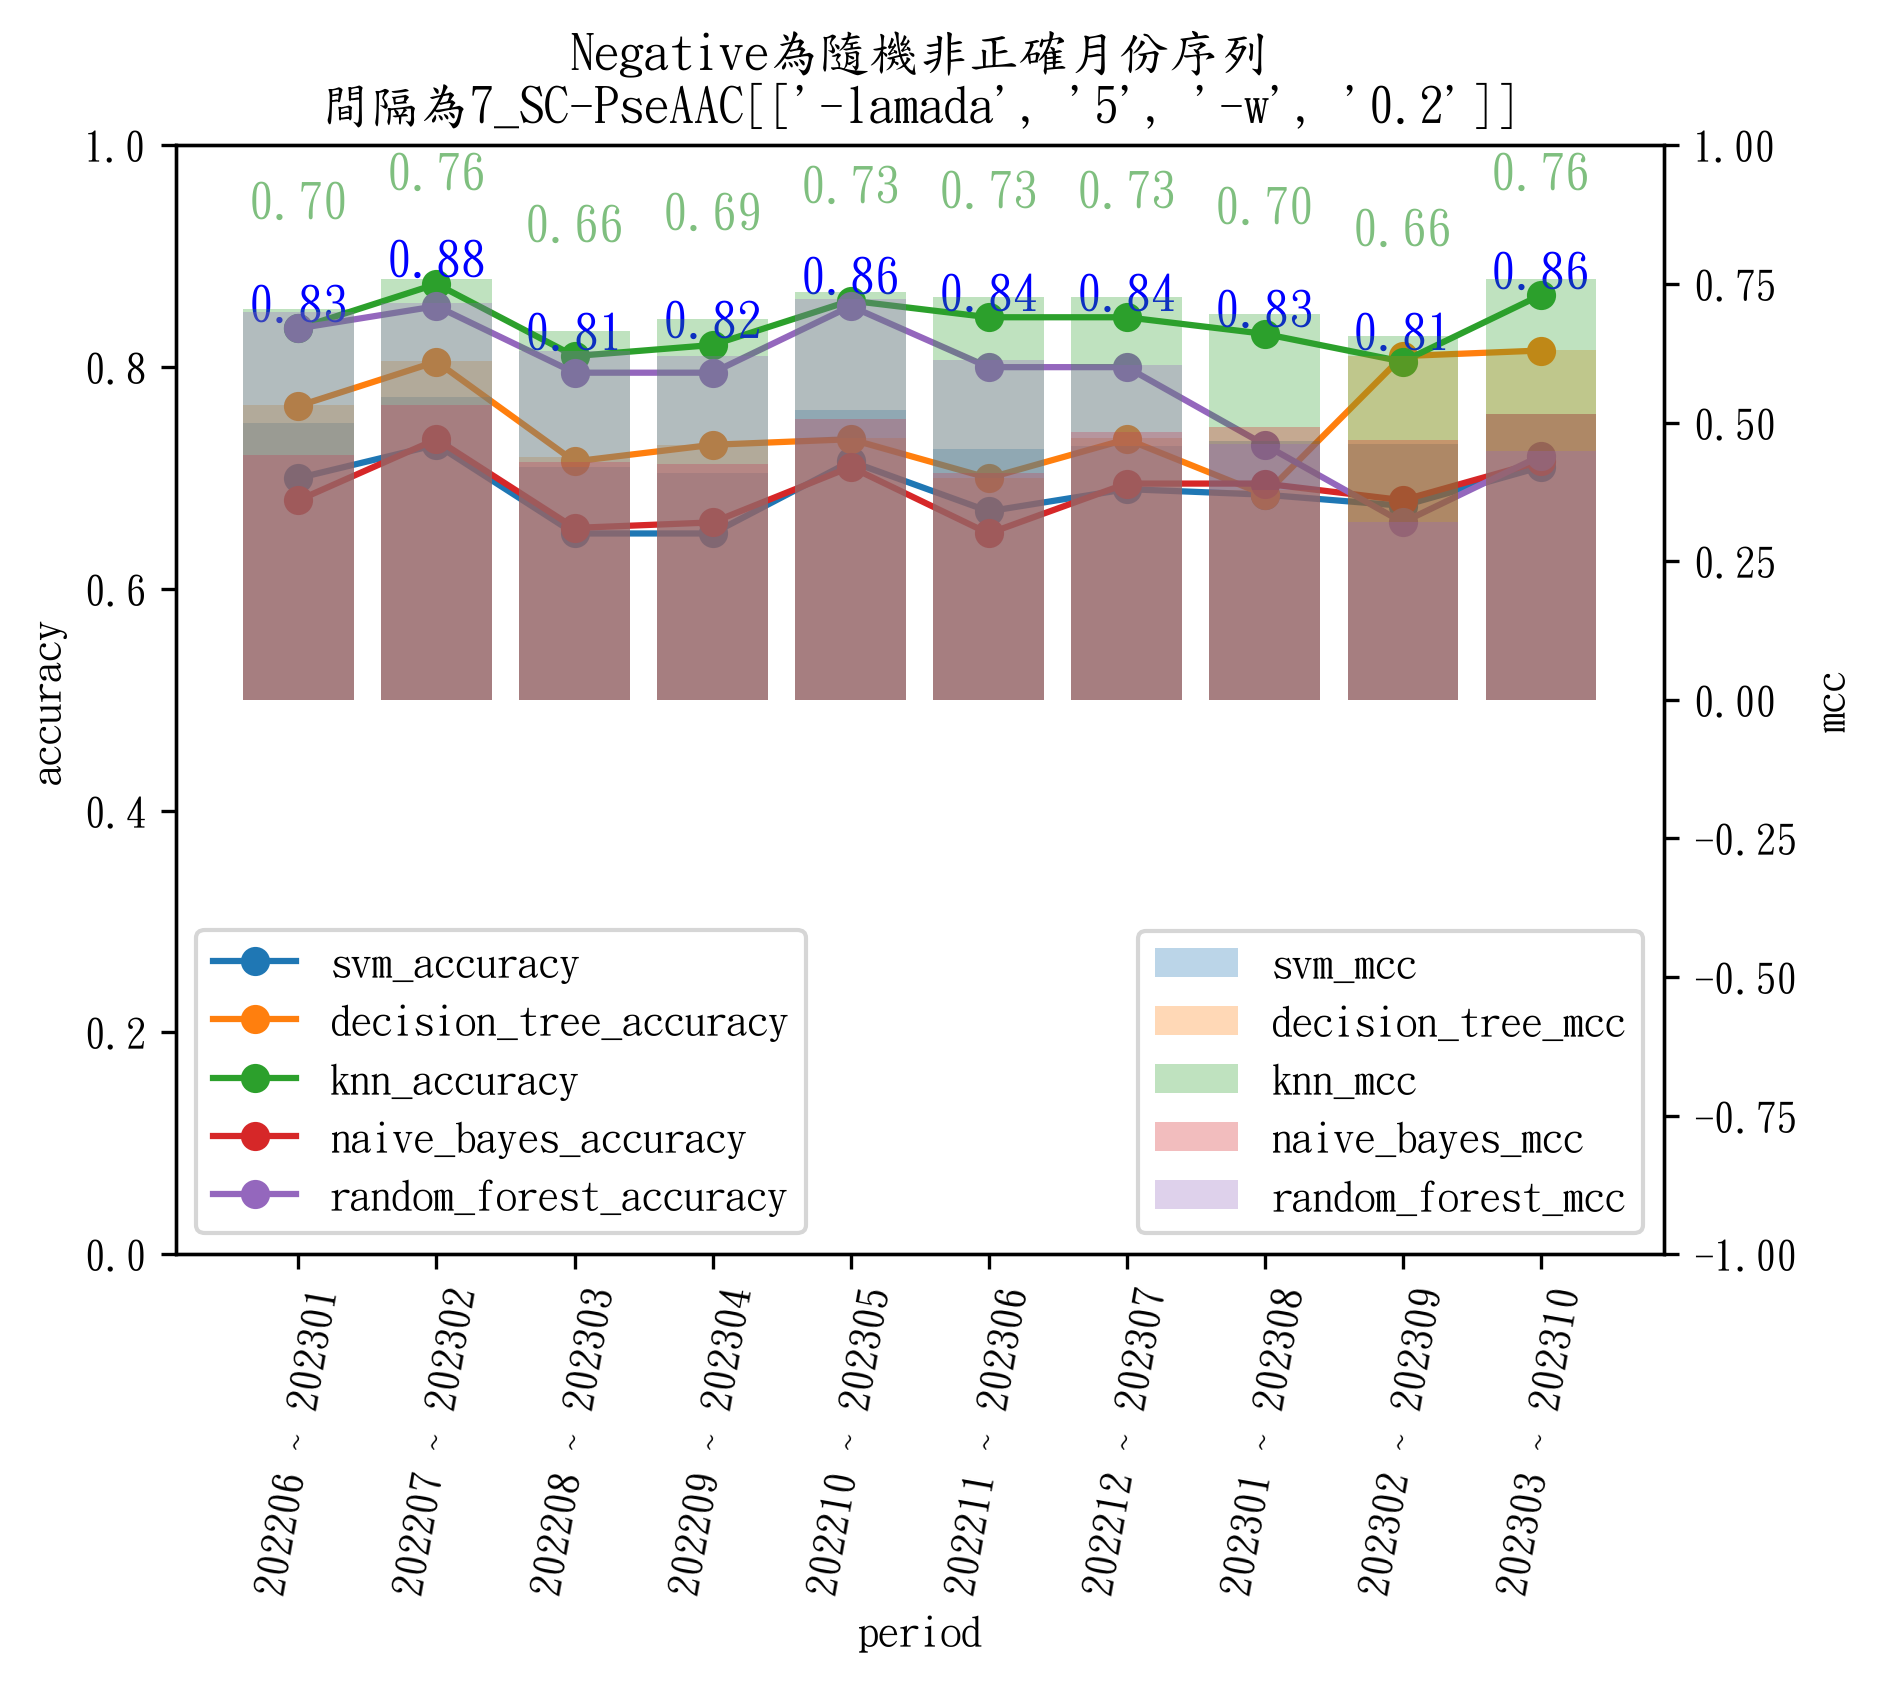 Negative為隨機非正確月份序列
間隔為7_SC-PseAAC[['-lamada', '5', '-w', '0.2']]
1.0
0.8
0.6
0.4
0.2
0.0
accuracy
1.00
0.75
0.50
0.25
0.00
-0.25
-0.50
-0.75
-1.00
mcc
0.70
0.76
0.66
0.69
0.73
0.73
0.73
0.70
0.66
0.76
0.83
0.88
0.81
0.82
0.86
0.84
0.84
0.83
0.81
0.86
svm_accuracy
decision_tree_accuracy
knn_accuracy
naive_bayes_accuracy
random_forest_accuracy
svm_mcc
decision_tree_mcc
knn_mcc
naive_bayes_mcc
random_forest_mcc
202206 ~ 202301
202207 ~ 202302
202208 ~ 202303
202209 ~ 202304
202210 ~ 202305
202211 ~ 202306
202212 ~ 202307
202301 ~ 202308
202302 ~ 202309
202303 ~ 202310
period